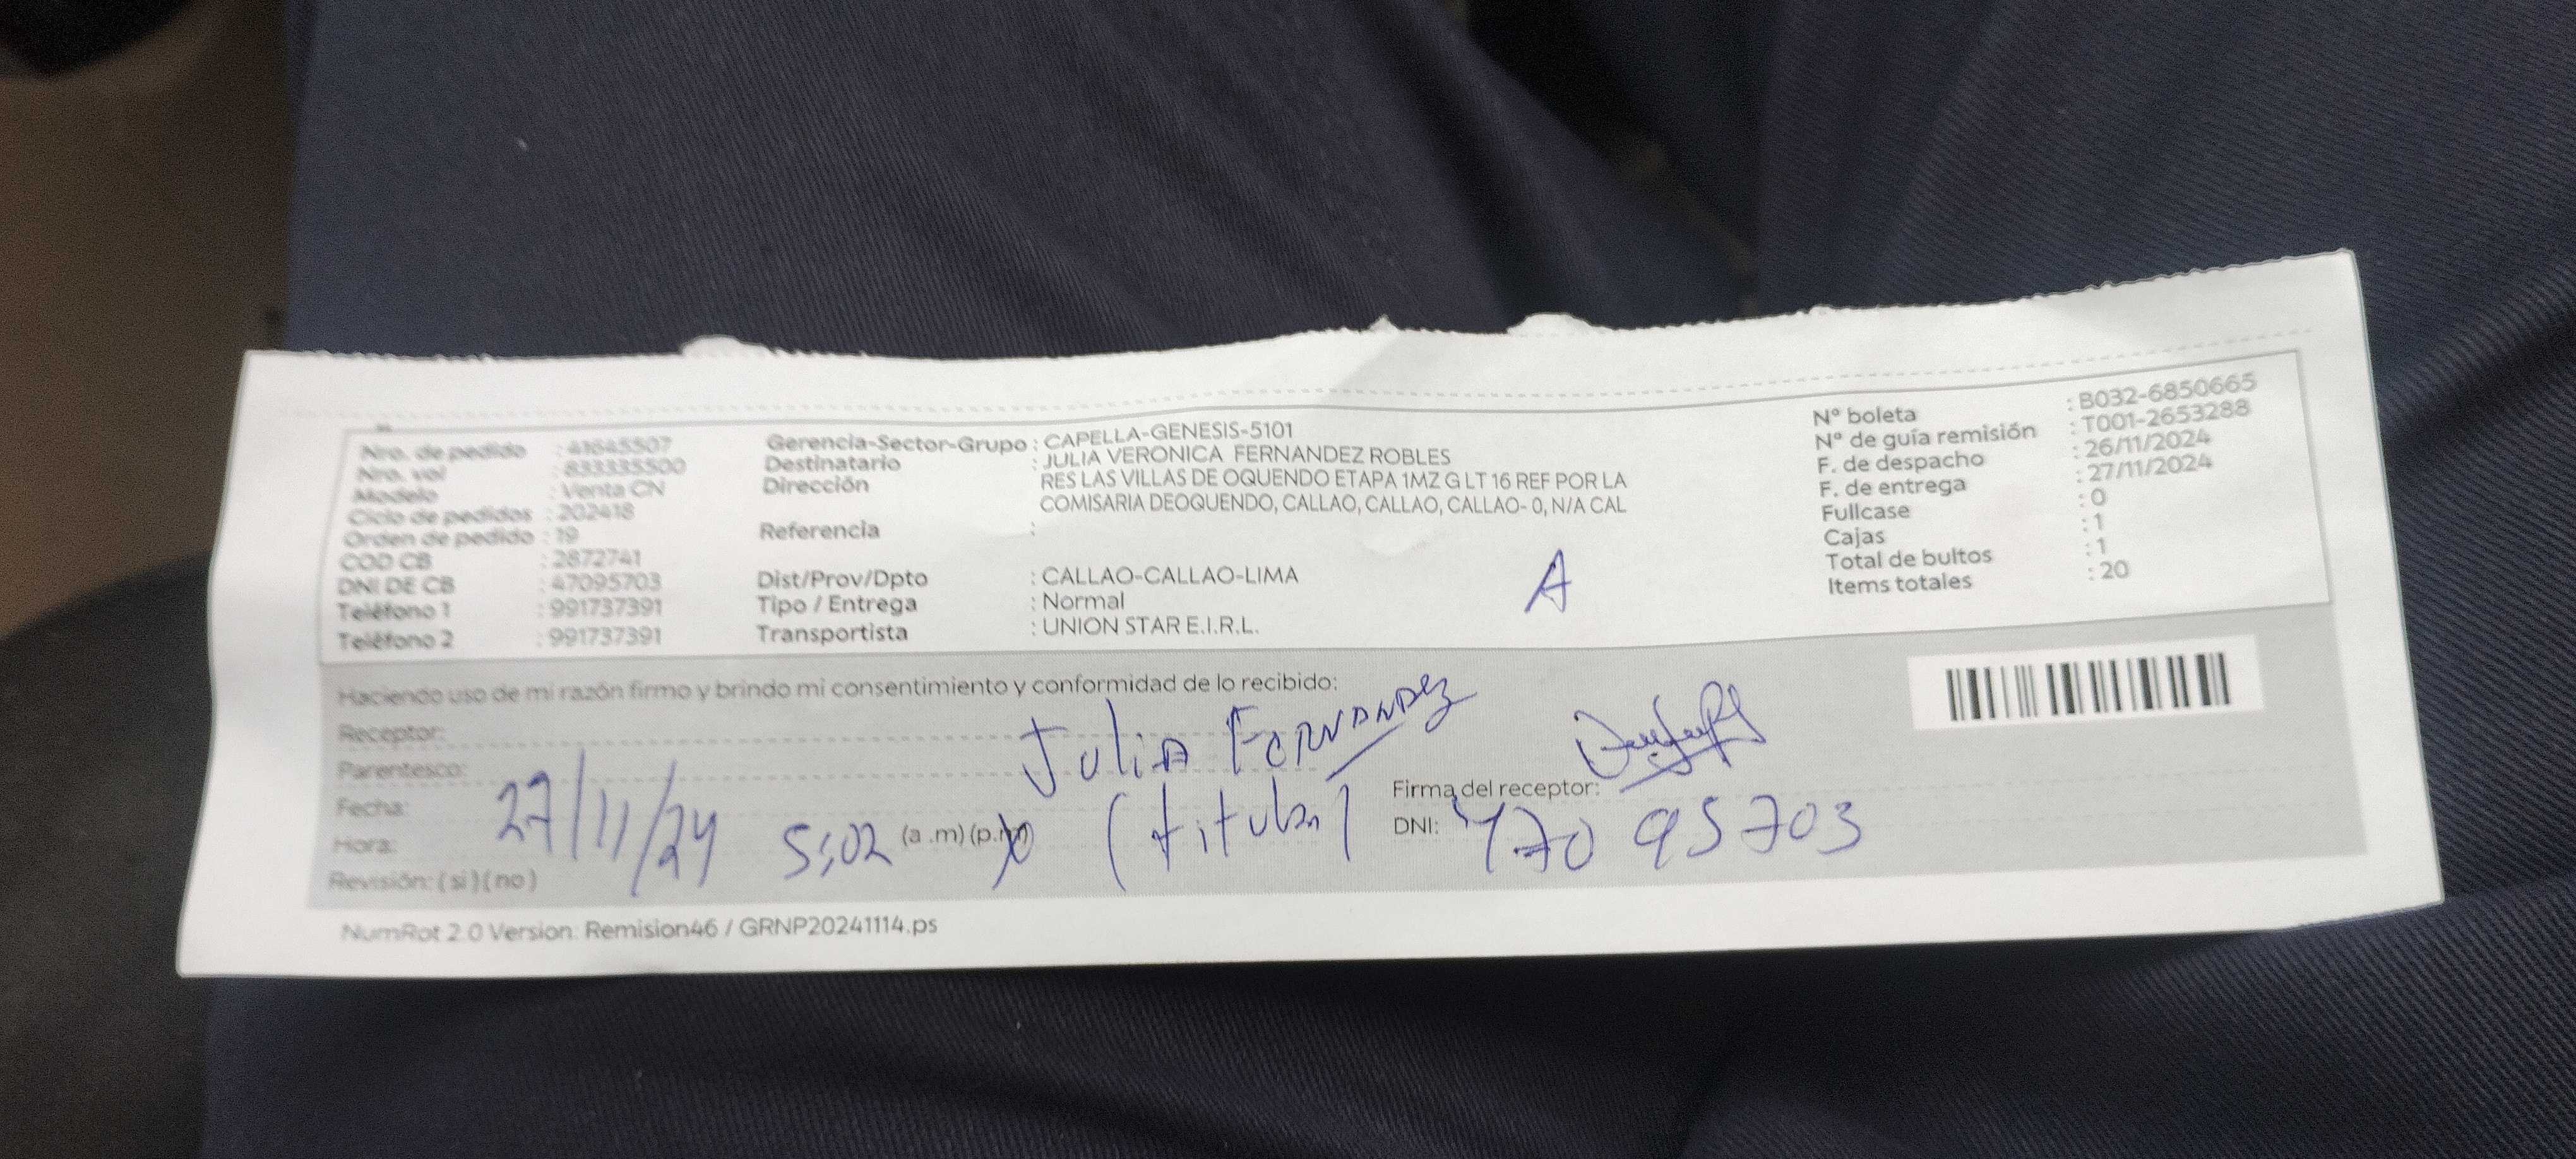 Nro. de pedido : 41645507
Nro. vol : 833335500
Modelo : Venta CN
Ciclo de pedidos : 202418
Orden de pedido : 19
COD CB : 2872741
DNI DE CB : 47095703
Teléfono 1 : 991737391
Teléfono 2 : 991737391
Gerencia-Sector-Grupo : CAPELLA-GENESIS-5101
Destinatario : JULIA VERONICA FERNANDEZ ROBLES
Dirección RES LAS VILLAS DE OQUENDO ETAPA 1MZ G LT 16 REF POR LA
COMISARIA DEOQUENDO, CALLAO, CALLAO, CALLAO- 0, N/A CAL
Referencia :
Dist/Prov/Dpto : CALLAO-CALLAO-LIMA
Tipo / Entrega : Normal
Transportista : UNION STAR E.I.R.L.
A
Nº boleta : B032-6850665
Nº de guía remisión : T001-2653288
F. de despacho : 26/11/2024
F. de entrega : 27/11/2024
Fullcase : 0
Cajas : 1
Total de bultos : 1
Items totales : 20
Haciendo uso de mi razón firmo y brindo mi consentimiento y conformidad de lo recibido:
Receptor: Julia Fernandez
Parentesco: (titular)
Fecha: 27/11/24
Hora: 5:02 (a .m) (p.m)
Revisión: ( si ) ( no )
Firma del receptor:
DNI: 47095703
NumRot 2.0 Version: Remision46 / GRNP20241114.ps